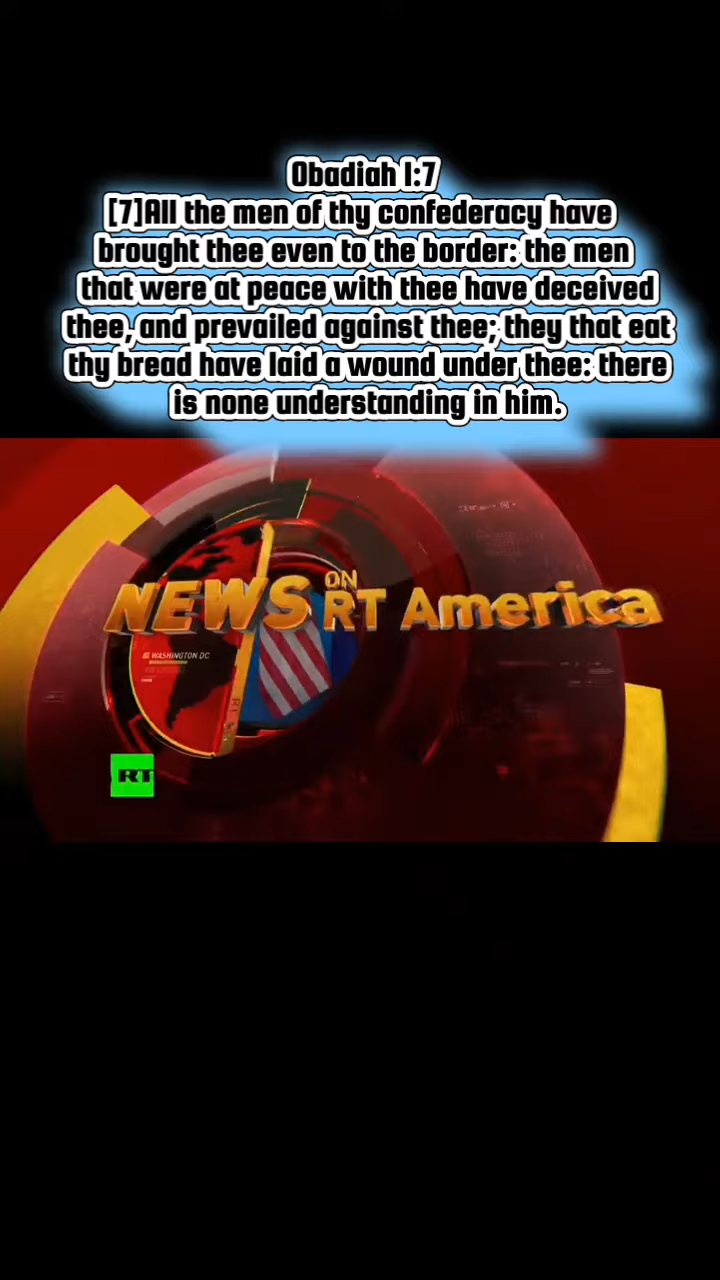 Obadiah 1:7
[7]All the men of thy confederacy have
brought thee even to the border: the men
that were at peace with thee have deceived
thee, and prevailed against thee; they that eat
thy bread have laid a wound under thee: there
is none understanding in him.
NEWS ON RT America
WASHINGTON DC
RT